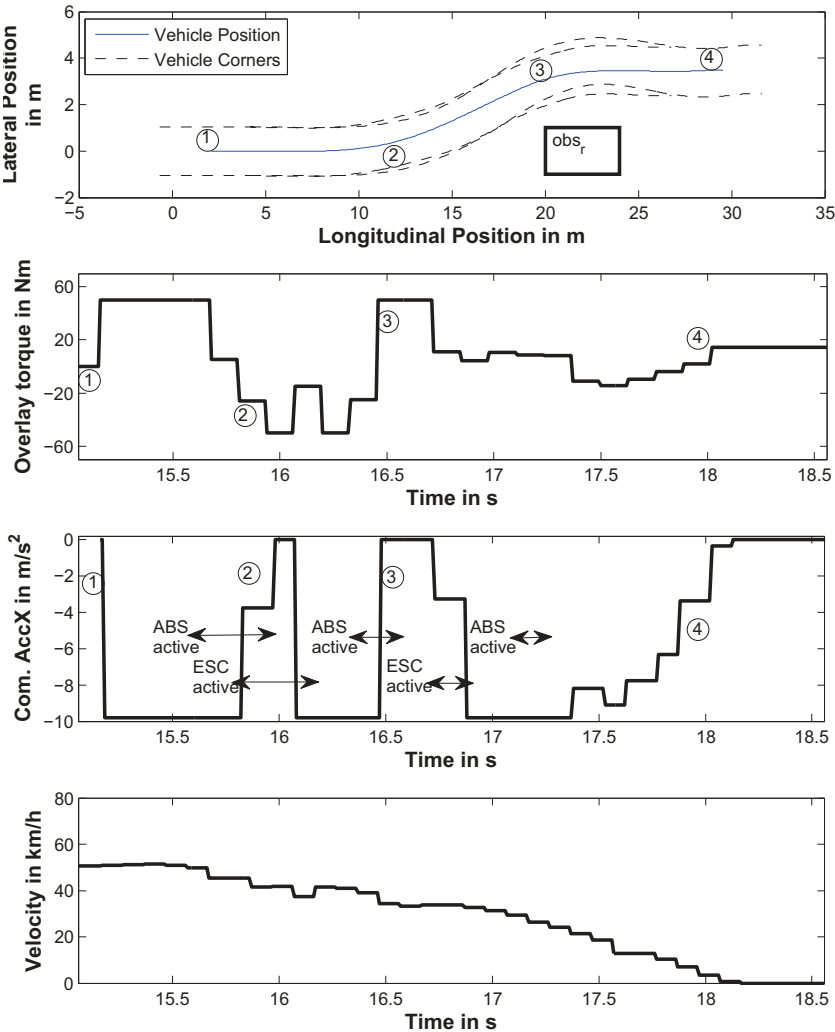 6
4
2
0
−2
Lateral Position
in m
Vehicle Position
Vehicle Corners
1
2
3
4
obsr
−5
0
5
10
15
20
25
30
35
Longitudinal Position in m
60
20
−20
−60
Overlay torque in Nm
1
2
3
4
15.5
16
16.5
17
17.5
18
18.5
Time in s
0
−2
−4
−6
−8
−10
Com. AccX in m/s2
1
2
3
4
ABS
active
ESC
active
ABS
active
ESC
active
ABS
active
15.5
16
16.5
17
17.5
18
18.5
Time in s
80
60
40
20
0
Velocity in km/h
15.5
16
16.5
17
17.5
18
18.5
Time in s